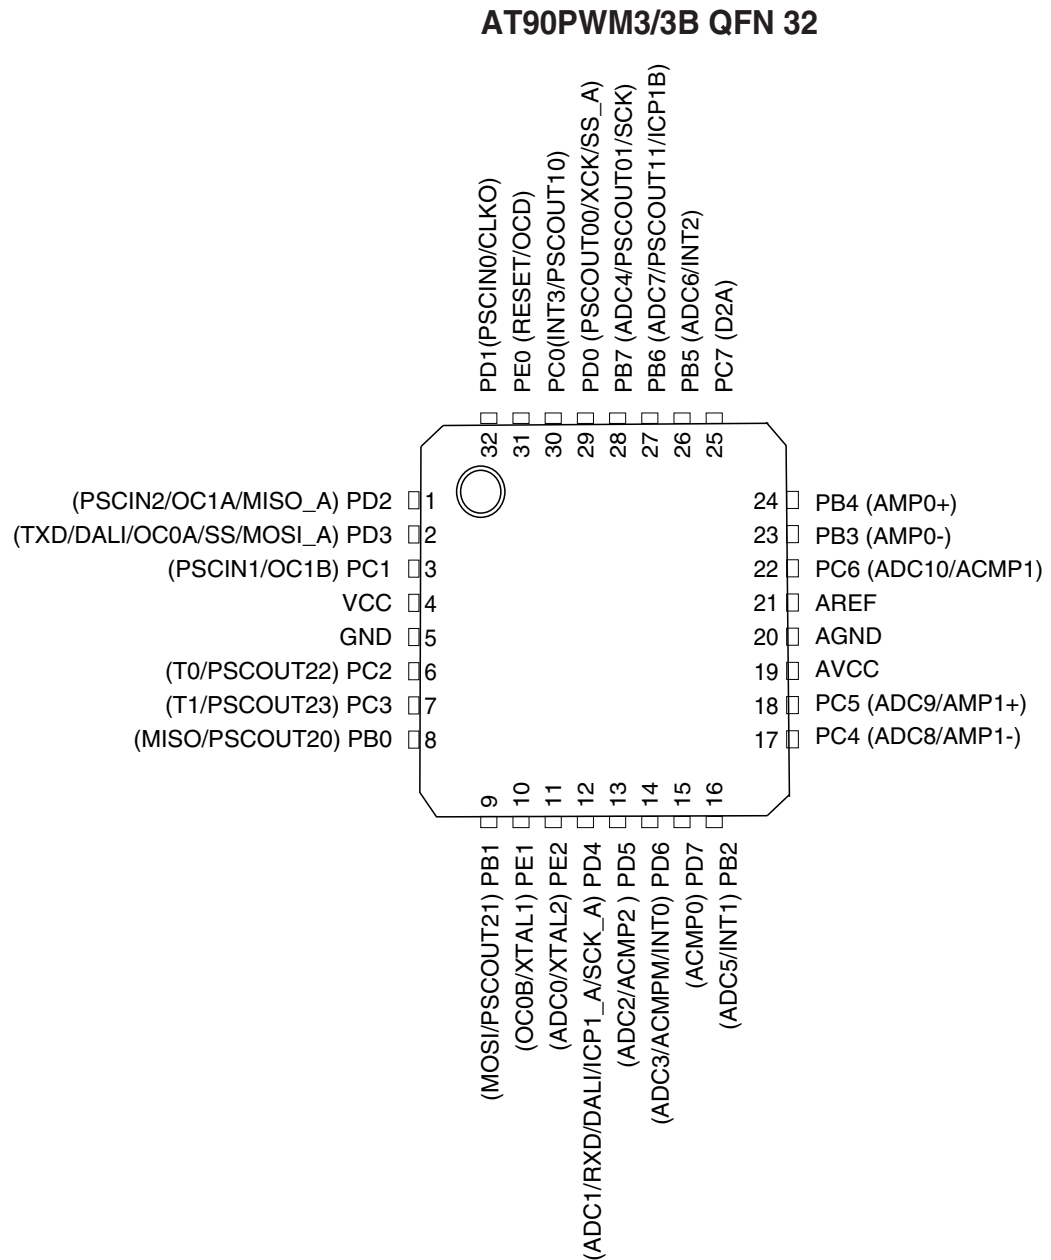 AT90PWM3/3B QFN 32
PD1(PSCIN0/CLKO)
PE0 (RESET/OCD)
PC0(INT3/PSCOUT10)
PD0 (PSCOUT00/XCK/SS_A)
PB7 (ADC4/PSCOUT01/SCK)
PB6 (ADC7/PSCOUT11/ICP1B)
PB5 (ADC6/INT2)
PC7 (D2A)
32
31
30
29
28
27
26
25
(PSCIN2/OC1A/MISO_A) PD2 1
(TXD/DALI/OC0A/SS/MOSI_A) PD3 2
(PSCIN1/OC1B) PC1 3
VCC 4
GND 5
(T0/PSCOUT22) PC2 6
(T1/PSCOUT23) PC3 7
(MISO/PSCOUT20) PB0 8
24 PB4 (AMP0+)
23 PB3 (AMP0-)
22 PC6 (ADC10/ACMP1)
21 AREF
20 AGND
19 AVCC
18 PC5 (ADC9/AMP1+)
17 PC4 (ADC8/AMP1-)
9
10
11
12
13
14
15
16
(MOSI/PSCOUT21) PB1
(OC0B/XTAL1) PE1
(ADC0/XTAL2) PE2
(ADC1/RXD/DALI/ICP1_A/SCK_A) PD4
(ADC2/ACMP2 ) PD5
(ADC3/ACMPM/INT0) PD6
(ACMP0) PD7
(ADC5/INT1) PB2